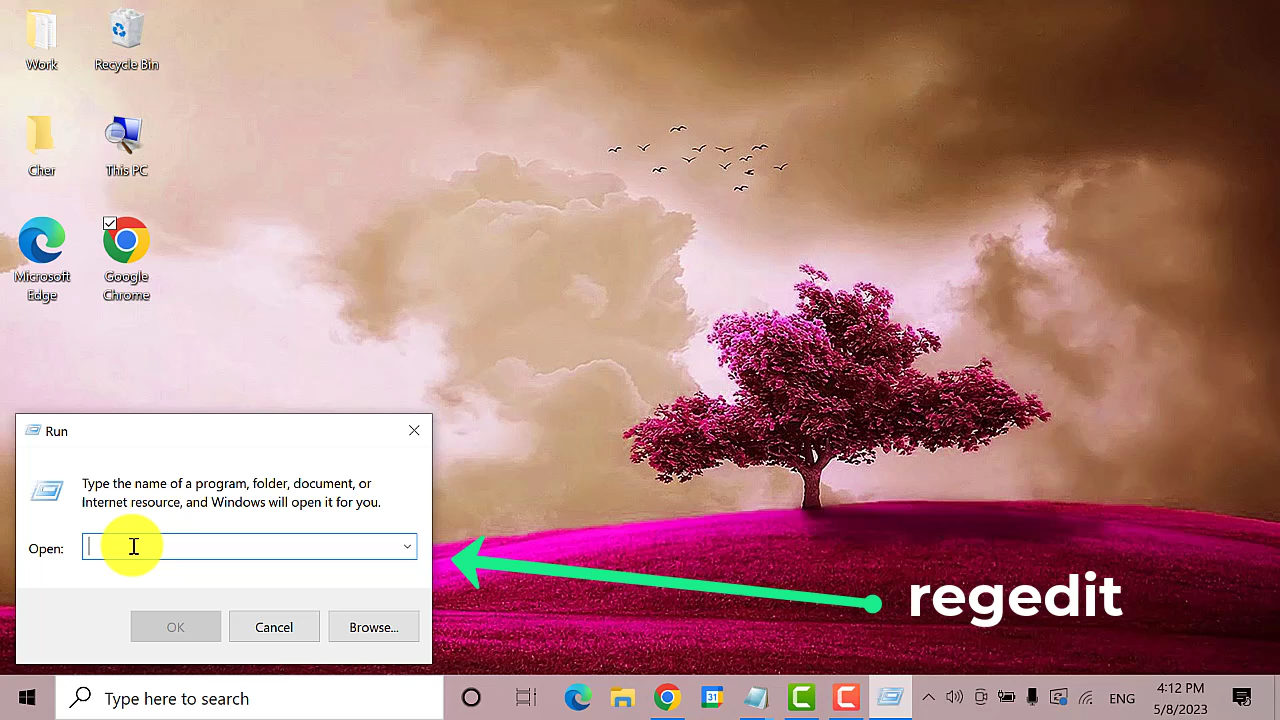 Work
Recycle Bin
Cher
This PC
Microsoft
Edge
Google
Chrome
Run
Type the name of a program, folder, document, or
Internet resource, and Windows will open it for you.
Open:
OK
Cancel
Browse...
regedit
Type here to search
31
ENG
4:12 PM
5/8/2023